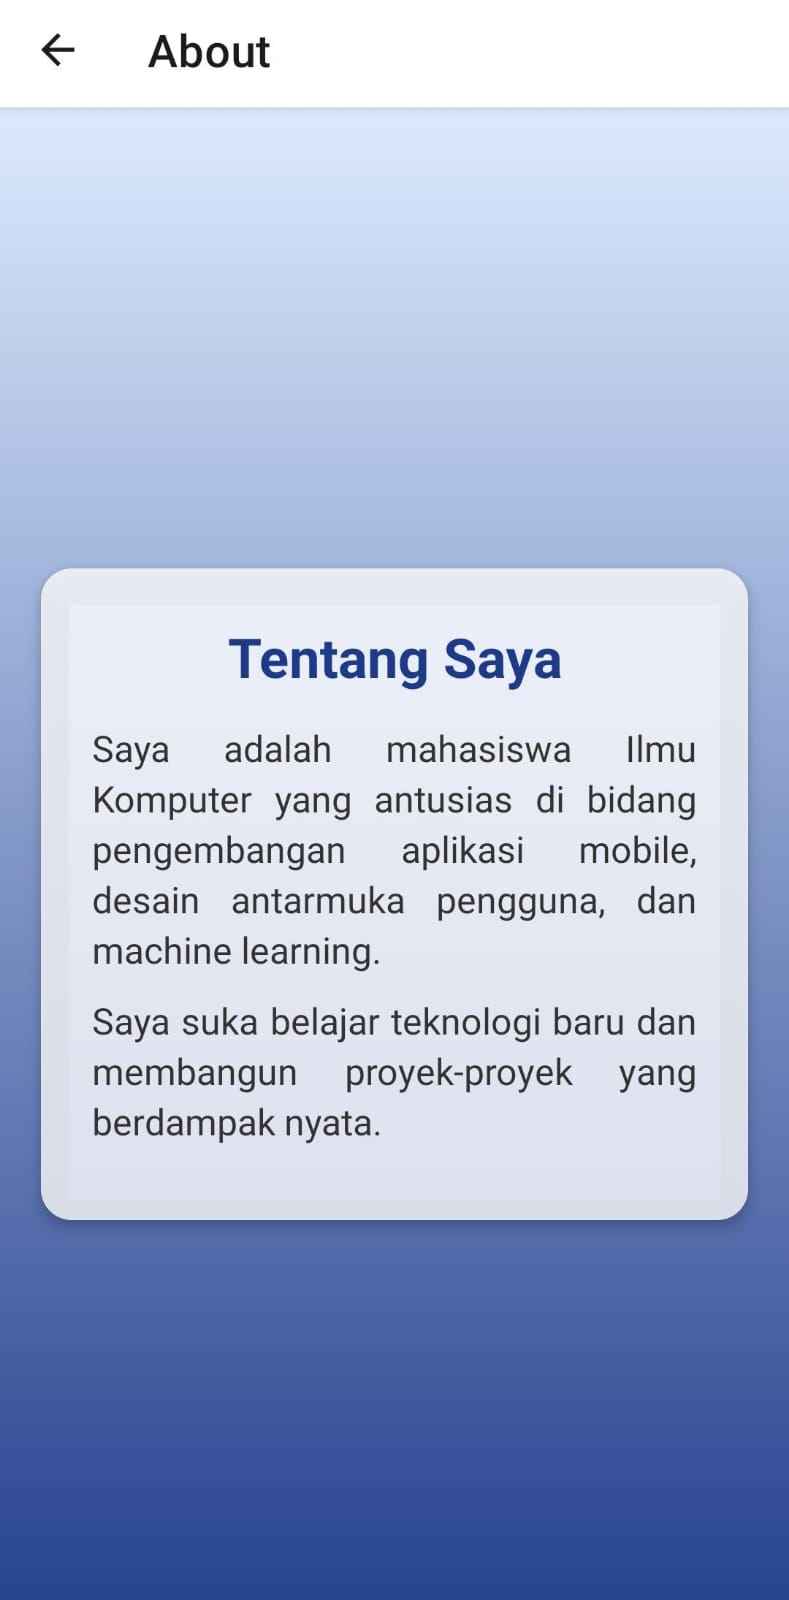 About
Tentang Saya
Saya adalah mahasiswa Ilmu
Komputer yang antusias di bidang
pengembangan aplikasi mobile,
desain antarmuka pengguna, dan
machine learning.
Saya suka belajar teknologi baru dan
membangun proyek-proyek yang
berdampak nyata.